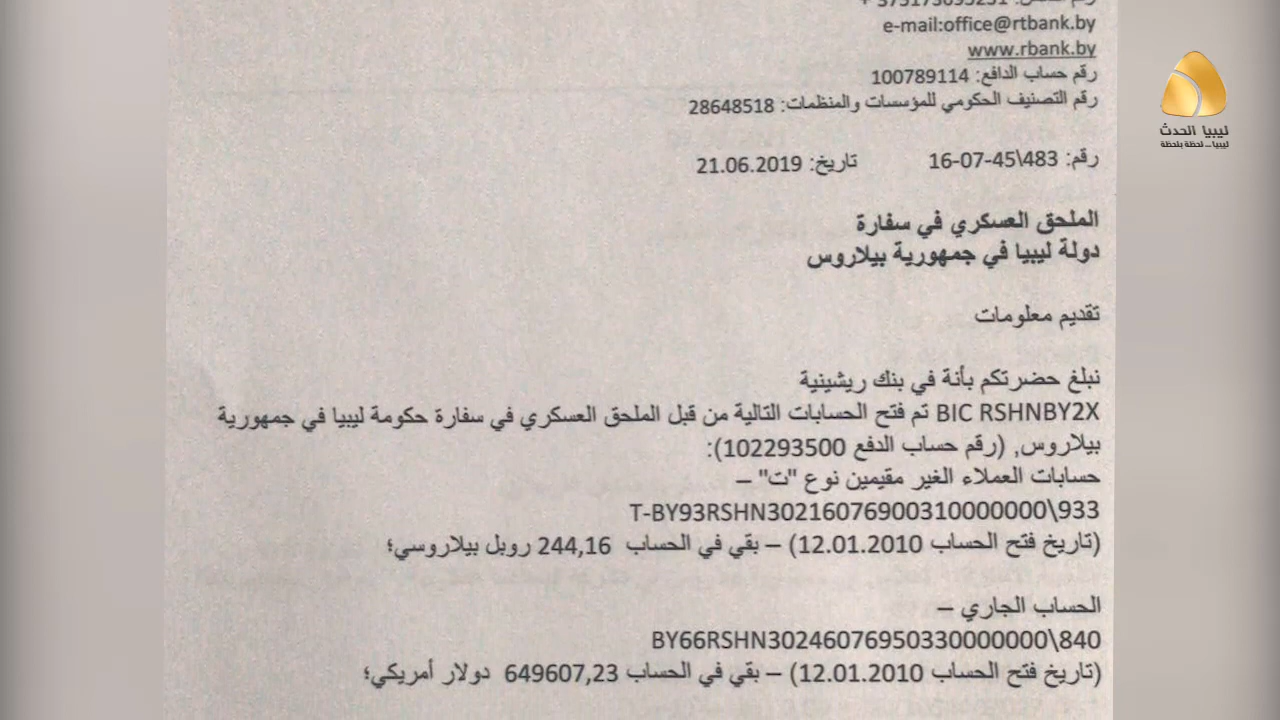 + 375173093231
e-mail:office@rtbank.by
www.rbank.by
رقم حساب الدافع: 100789114
رقم التصنيف الحكومي للمؤسسات والمنظمات: 28648518
رقم: 483\45-07-16 تاريخ: 21.06.2019
الملحق العسكري في سفارة
دولة ليبيا في جمهورية بيلاروس
تقديم معلومات
نبلغ حضرتكم بأنة في بنك ريشينية
BIC RSHNBY2X تم فتح الحسابات التالية من قبل الملحق العسكري في سفارة حكومة ليبيا في جمهورية
بيلاروس, (رقم حساب الدفع 102293500):
حسابات العملاء الغير مقيمين نوع "ت" –
T-BY93RSHN30216076900310000000\933
(تاريخ فتح الحساب 12.01.2010) – بقي في الحساب 244,16 روبل بيلاروسي؛
الحساب الجاري –
BY66RSHN30246076950330000000\840
(تاريخ فتح الحساب 12.01.2010) – بقي في الحساب 649607,23 دولار أمريكي؛
ليبيا الحدث
ليبيا... لحظة بلحظة